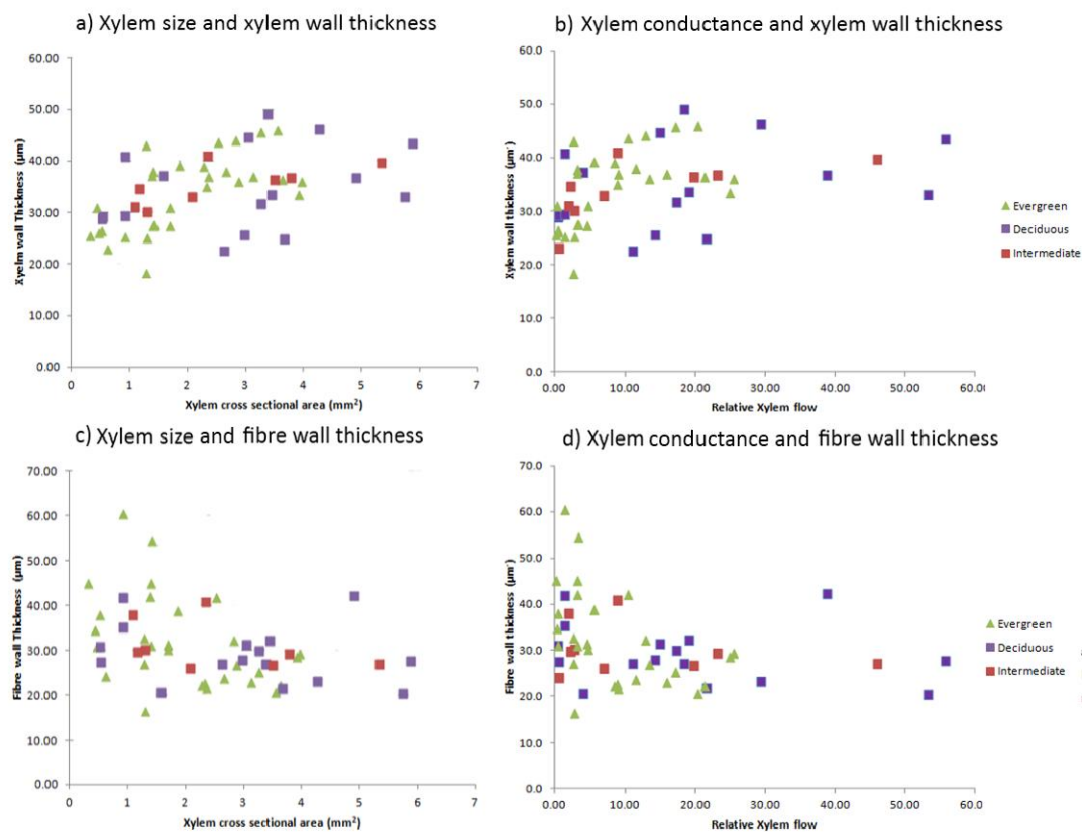 a) Xylem size and xylem wall thickness
60.00
50.00
40.00
30.00
20.00
10.00
0.00
Xyelm wall Thickness (µm)
0 1 2 3 4 5 6 7
Xylem cross sectional area (mm²)
b) Xylem conductance and xylem wall thickness
60.0
50.0
40.0
30.0
20.0
10.0
0.0
Xylem wall thickness (µm)
0.00 10.00 20.00 30.00 40.00 50.00 60.0
Relative Xylem flow
Evergreen
Deciduous
Intermediate
c) Xylem size and fibre wall thickness
70.00
60.00
50.00
40.00
30.00
20.00
10.00
0.00
Fibre wall Thickness (µm)
0 1 2 3 4 5 6 7
Xylem cross sectional area (mm²)
d) Xylem conductance and fibre wall thickness
70.0
60.0
50.0
40.0
30.0
20.0
10.0
0.0
Fibre wall thickness (µm)
0.00 10.00 20.00 30.00 40.00 50.00 60.0
Relative Xylem flow
Evergreen
Deciduous
Intermediate